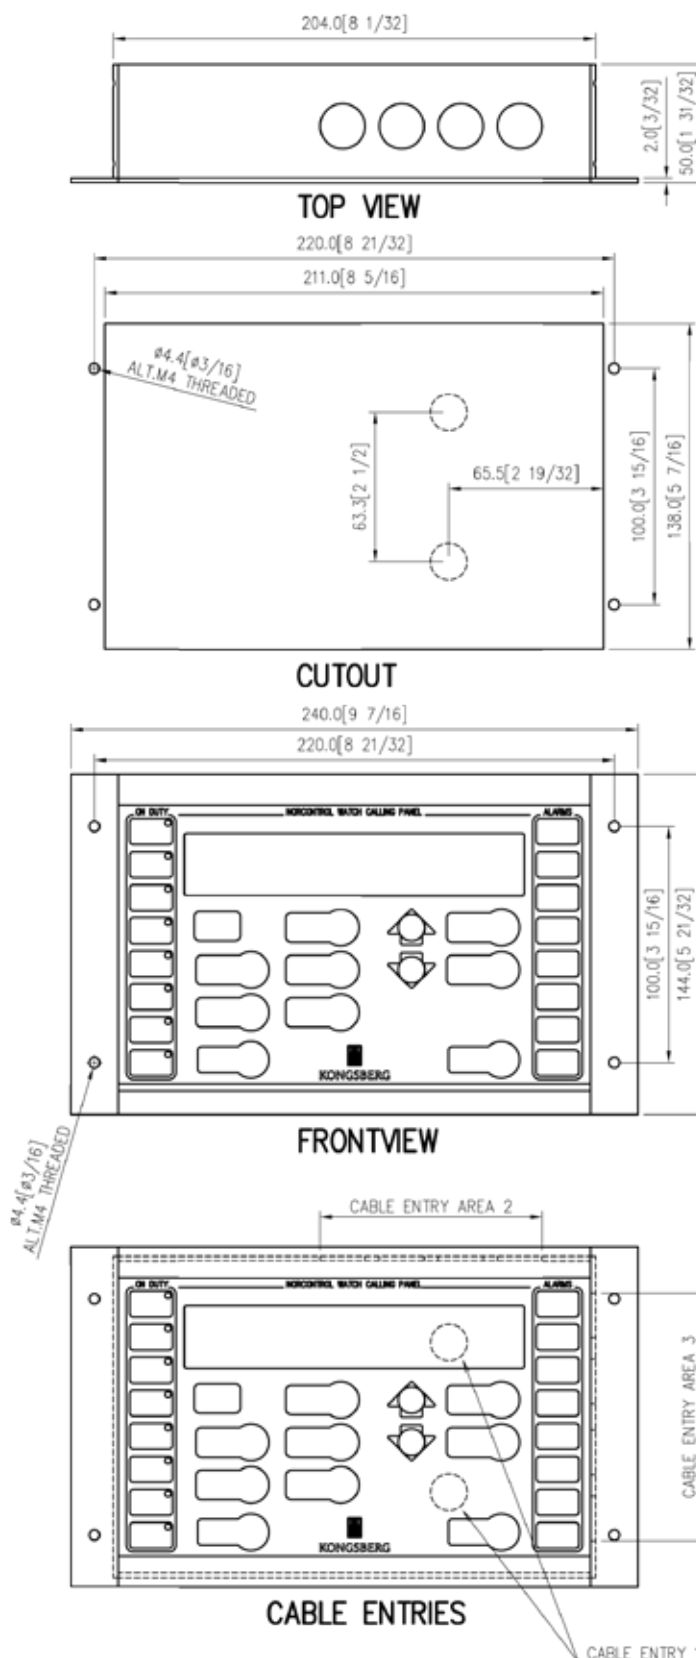 204.0[8 1/32]
2.0[3/32]
50.0[1 31/32]
TOP VIEW
220.0[8 21/32]
211.0[8 5/16]
ø4.4[ø3/16]
ALT.M4 THREADED
63.3[2 1/2]
65.5[2 19/32]
100.0[3 15/16]
138.0[5 7/16]
CUTOUT
240.0[9 7/16]
220.0[8 21/32]
ON DUTY
NORCONTROL WATCH CALLING PANEL
ALARMS
100.0[3 15/16]
144.0[5 21/32]
KONGSBERG
FRONTVIEW
ø4.4[ø3/16]
ALT.M4 THREADED
CABLE ENTRY AREA 2
ON DUTY
NORCONTROL WATCH CALLING PANEL
ALARMS
CABLE ENTRY AREA 3
KONGSBERG
CABLE ENTRIES
CABLE ENTRY